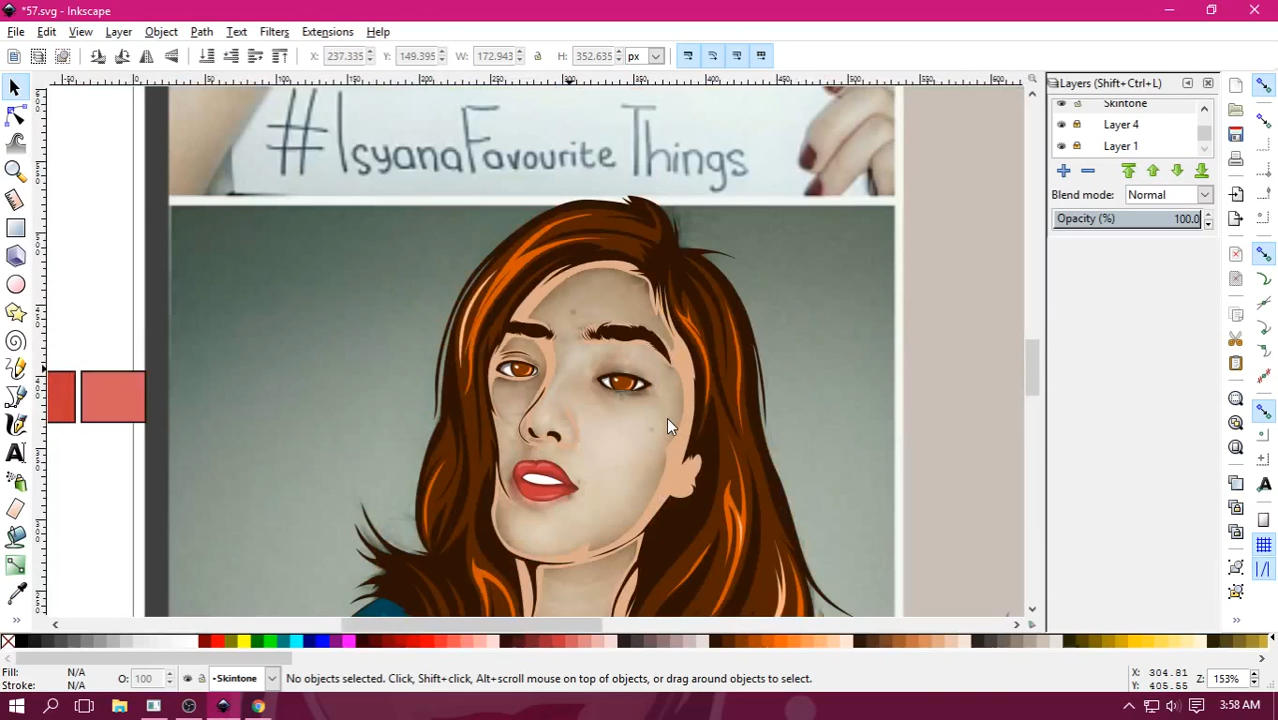 *57.svg - Inkscape
File Edit View Layer Object Path Text Filters Extensions Help
X: 237.335 Y: 149.395 W: 172.943 H: 352.635 px
Layers (Shift+Ctrl+L)
Skintone
Layer 4
Layer 1
Blend mode: Normal
Opacity (%) 100.0
#IsyanaFavouriteThings
Fill: N/A
Stroke: N/A
O: 100
•Skintone
No objects selected. Click, Shift+click, Alt+scroll mouse on top of objects, or drag around objects to select.
X: 304.81
Y: 405.55
Z: 153%
3:58 AM